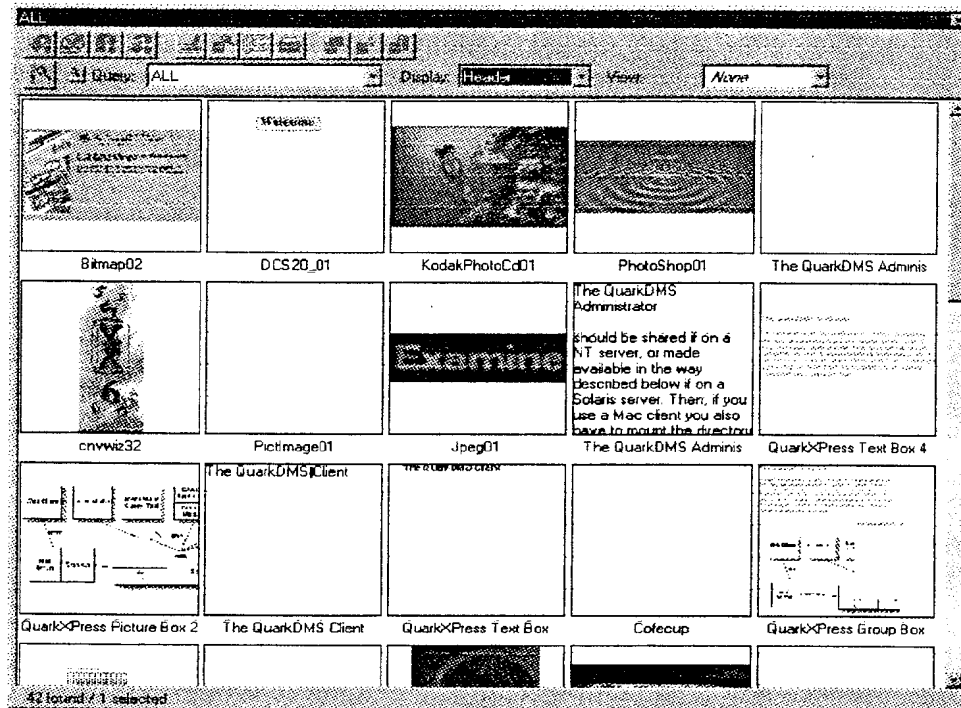 ALL
Query: ALL Display: Header View: None
Welcome
Bitmap02 DCS20_01 KodakPhotoCd01 PhotoShop01 The QuarkDMS Adminis
Examine
The QuarkDMS
Administrator
should be shared if on a
NT server, or made
available in the way
described below if on a
Solaris server. Then, if you
use a Mac client you also
have to mount the directory
cnvwiz32 PictImage01 Jpeg01 The QuarkDMS Adminis QuarkXPress Text Box 4
The QuarkDMS Client
The QuarkDMS Client
QuarkXPress Picture Box 2 The QuarkDMS Client QuarkXPress Text Box Cofecup QuarkXPress Group Box
42 found / 1 selected